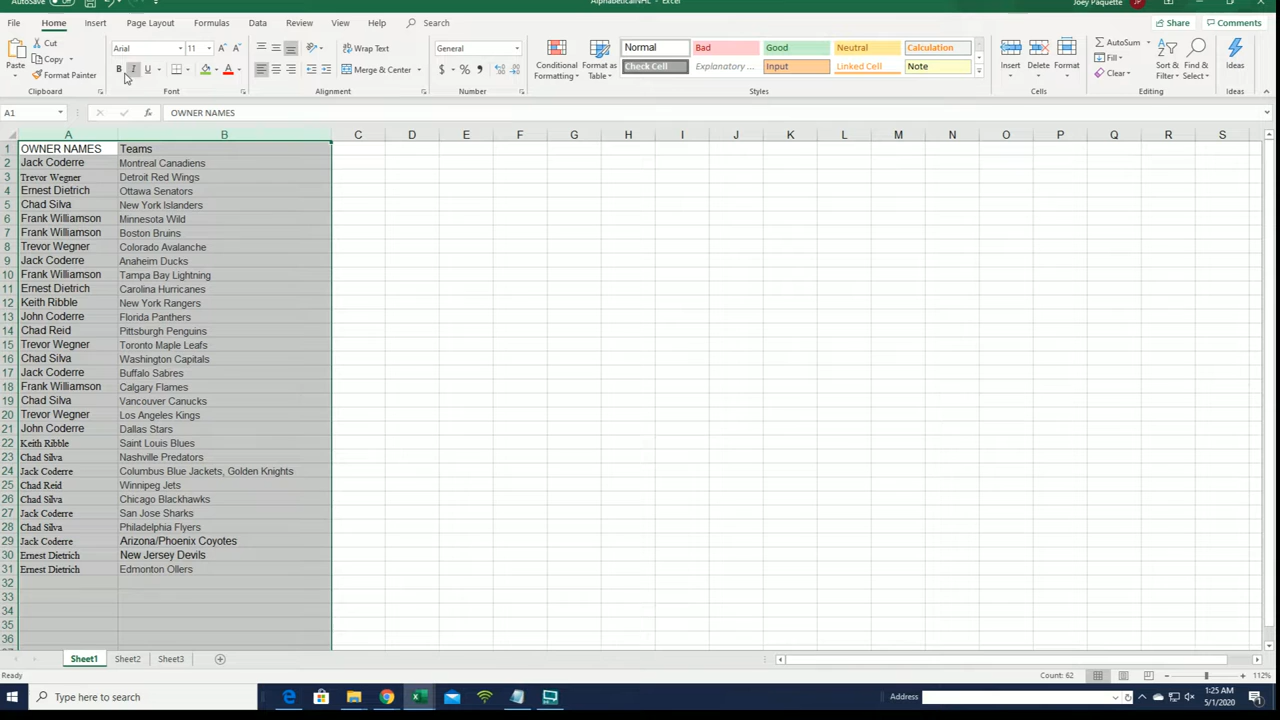 AutoSave Off AlphabeticalNHL - Excel Joey Paquette JP
File Home Insert Page Layout Formulas Data Review View Help Search Share Comments
Paste Cut Copy Format Painter Clipboard
Arial 11 A A B I U A Font
Wrap Text Merge & Center Alignment
General $ % , Number
Conditional Formatting Format as Table
Normal Bad Good Neutral Calculation
Check Cell Explanatory ... Input Linked Cell Note
Styles
Insert Delete Format Cells
AutoSum Fill Clear Sort & Filter Find & Select Editing
Ideas Ideas
A1 fx OWNER NAMES
A B C D E F G H I J K L M N O P Q R S
1 OWNER NAMES Teams
2 Jack Coderre Montreal Canadiens
3 Trevor Wegner Detroit Red Wings
4 Ernest Dietrich Ottawa Senators
5 Chad Silva New York Islanders
6 Frank Williamson Minnesota Wild
7 Frank Williamson Boston Bruins
8 Trevor Wegner Colorado Avalanche
9 Jack Coderre Anaheim Ducks
10 Frank Williamson Tampa Bay Lightning
11 Ernest Dietrich Carolina Hurricanes
12 Keith Ribble New York Rangers
13 John Coderre Florida Panthers
14 Chad Reid Pittsburgh Penguins
15 Trevor Wegner Toronto Maple Leafs
16 Chad Silva Washington Capitals
17 Jack Coderre Buffalo Sabres
18 Frank Williamson Calgary Flames
19 Chad Silva Vancouver Canucks
20 Trevor Wegner Los Angeles Kings
21 John Coderre Dallas Stars
22 Keith Ribble Saint Louis Blues
23 Chad Silva Nashville Predators
24 Jack Coderre Columbus Blue Jackets, Golden Knights
25 Chad Reid Winnipeg Jets
26 Chad Silva Chicago Blackhawks
27 Jack Coderre San Jose Sharks
28 Chad Silva Philadelphia Flyers
29 Jack Coderre Arizona/Phoenix Coyotes
30 Ernest Dietrich New Jersey Devils
31 Ernest Dietrich Edmonton Ollers
32
33
34
35
36
Sheet1 Sheet2 Sheet3
Ready Count: 62 112%
Type here to search Address 1:25 AM
5/1/2020